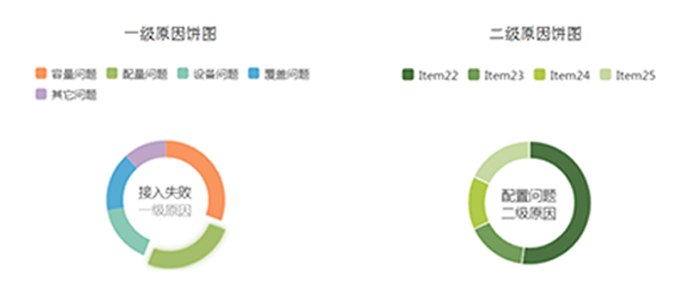 一级原因饼图
二级原因饼图
容量问题 配量问题 设备问题 覆盖问题
其它问题
Item22 Item23 Item24 Item25
接入失败
一级原因
配置问题
二级原因